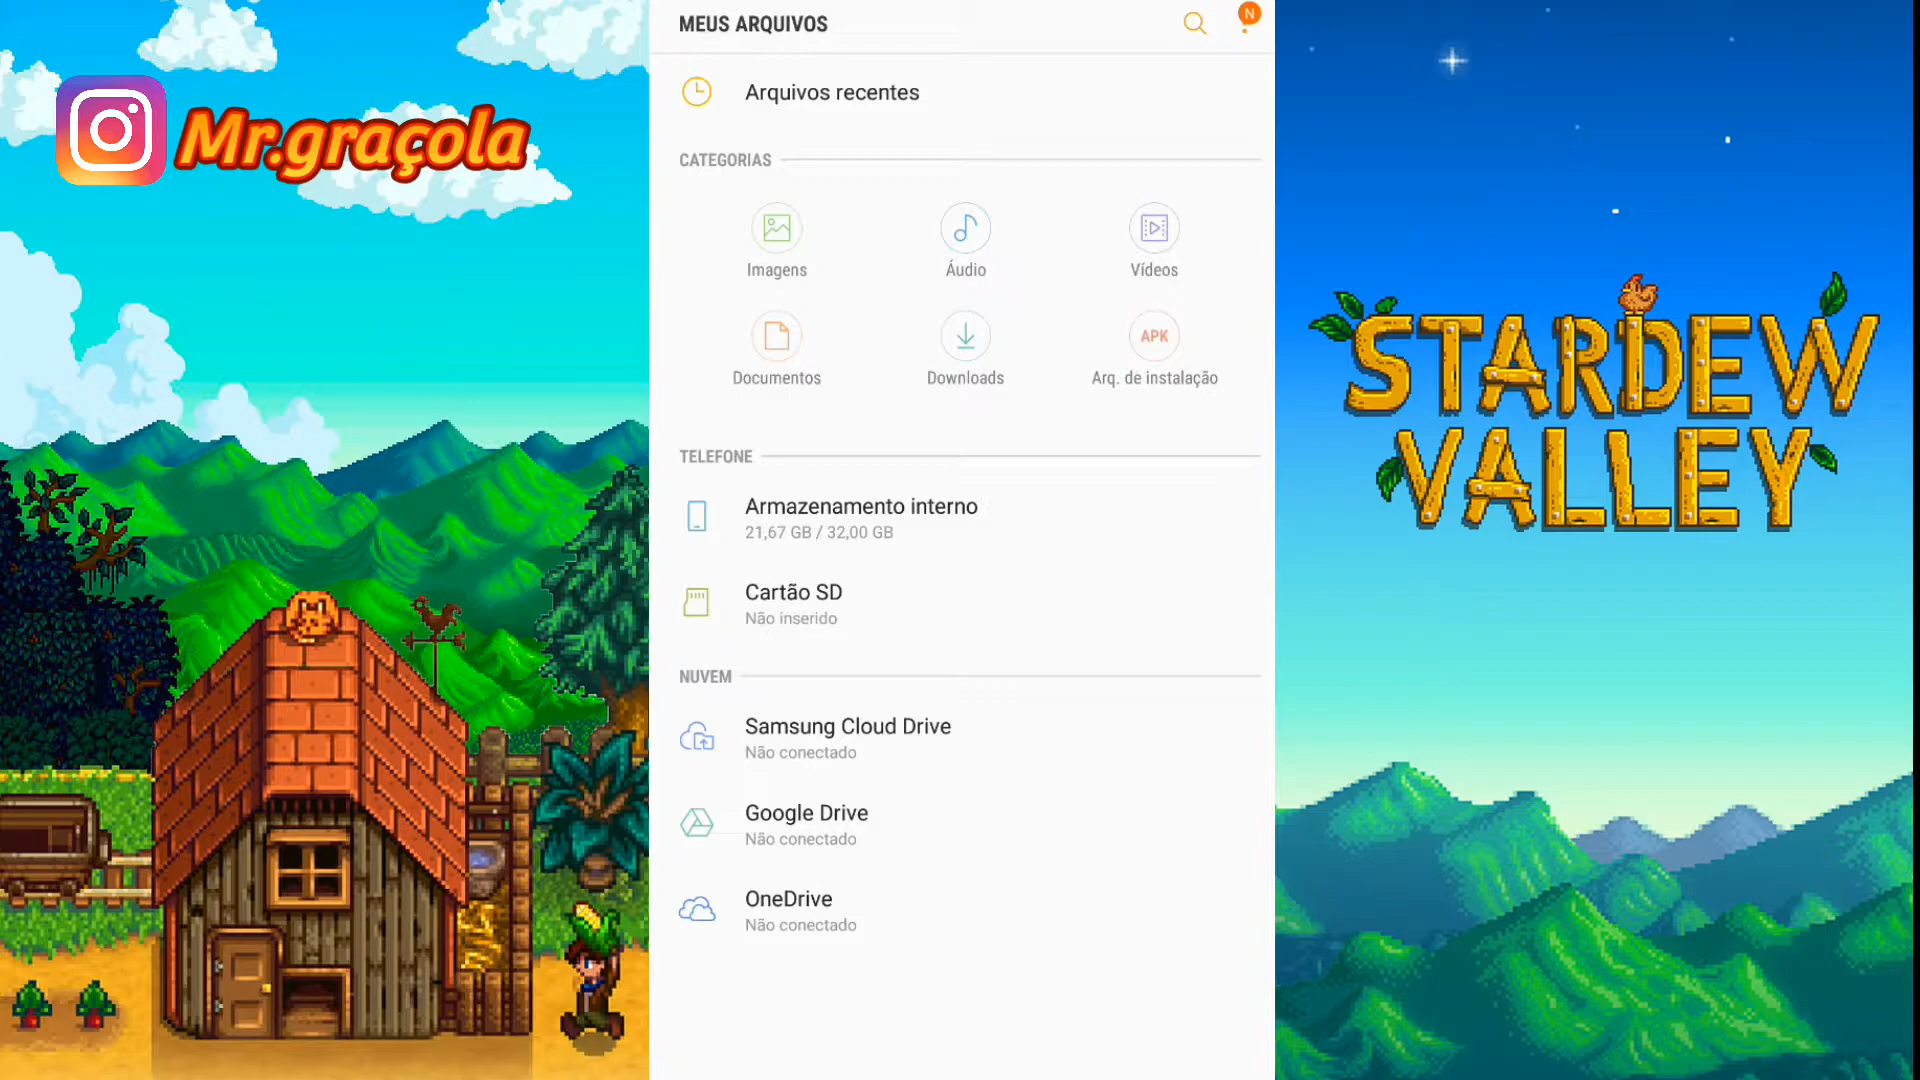 Mr.graçola
MEUS ARQUIVOS
N
Arquivos recentes
CATEGORIAS
Imagens
Áudio
Vídeos
APK
Documentos
Downloads
Arq. de instalação
TELEFONE
Armazenamento interno
21,67 GB / 32,00 GB
Cartão SD
Não inserido
NUVEM
Samsung Cloud Drive
Não conectado
Google Drive
Não conectado
OneDrive
Não conectado
STARDEW
VALLEY